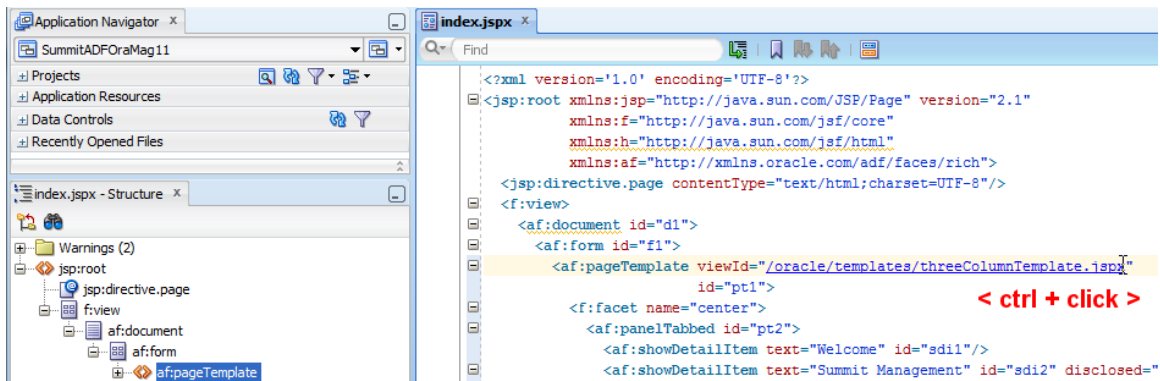 Application Navigator x
SummitADFOraMag11
Projects
Application Resources
Data Controls
Recently Opened Files
index.jspx - Structure x
Warnings (2)
jsp:root
jsp:directive.page
f:view
af:document
af:form
af:pageTemplate
index.jspx x
Find
<?xml version='1.0' encoding='UTF-8'?>
<jsp:root xmlns:jsp="http://java.sun.com/JSP/Page" version="2.1"
xmlns:f="http://java.sun.com/jsf/core"
xmlns:h="http://java.sun.com/jsf/html"
xmlns:af="http://xmlns.oracle.com/adf/faces/rich">
<jsp:directive.page contentType="text/html;charset=UTF-8"/>
<f:view>
<af:document id="d1">
<af:form id="f1">
<af:pageTemplate viewId="/oracle/templates/threeColumnTemplate.jspx"
id="pt1">
< ctrl + click >
<f:facet name="center">
<af:panelTabbed id="pt2">
<af:showDetailItem text="Welcome" id="sdi1"/>
<af:showDetailItem text="Summit Management" id="sdi2" disclosed="